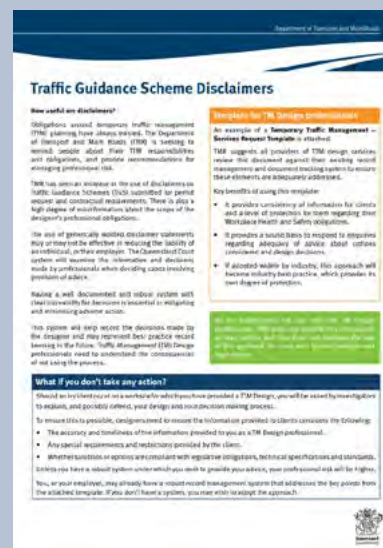 Department of Transport and Main Roads
Traffic Guidance Scheme Disclaimers
How useful are disclaimers?
Obligations around temporary traffic management
(TTM) planning have always existed. The Department
of Transport and Main Roads (TMR) is seeking to
remind people about their TTM responsibilities
and obligations, and provide recommendations for
managing professional risk.
TMR has seen an increase in the use of disclaimers on
Traffic Guidance Schemes (TGS) submitted for permit
request and contractual requirements. There is also a
high degree of misinformation about the scope of the
designer's professional obligations.
The use of generically worded disclaimer statements
may or may not be effective in reducing the liability of
an individual, or their employer. The Queensland Court
system will examine the information and decisions
made by professionals when deciding cases involving
provision of advice.
Having a well documented and robust system with
clear traceability for decisions is essential in mitigating
and minimising adverse action.
This system will help record the decisions made by
the designer and may represent best practice record
keeping in the future. Traffic Management (TM) Design
professionals need to understand the consequences
of not using the process.
Template for TM Design professionals
An example of a Temporary Traffic Management –
Services Request Template is attached.
TMR suggests all providers of TTM design services
review this document against their existing record
management and document tracking system to ensure
these elements are adequately addressed.
Key benefits of using this template:
• It provides consistency of information for clients
and a level of protection for them regarding their
Workplace Health and Safety obligations.
• It provides a sound basis to respond to enquiries
regarding adequacy of advice about options
considered and design decisions.
• If accepted widely by industry, this approach will
become industry best practice, which provides its
own degree of protection.
What if you don't take any action?
Should an incident occur on a worksite which you have provided a TTM Design, you will be asked by investigators
to explain, and possibly defend, your design and your decision making process.
To ensure this is possible, designers need to ensure the information provided to clients considers the following:
• The accuracy and timeliness of the information provided to you as a TM Design professional.
• Any special requirements and restrictions provided by the client.
• Whether solutions or options are compliant with legislative obligations, technical specifications and standards.
Unless you have a robust system under which you seek to provide your advice, your professional risk will be higher.
You, or your employer, may already have a robust record management system that addresses the key points from
the attached template. If you don't have a system, you may wish to adopt the approach.
Queensland